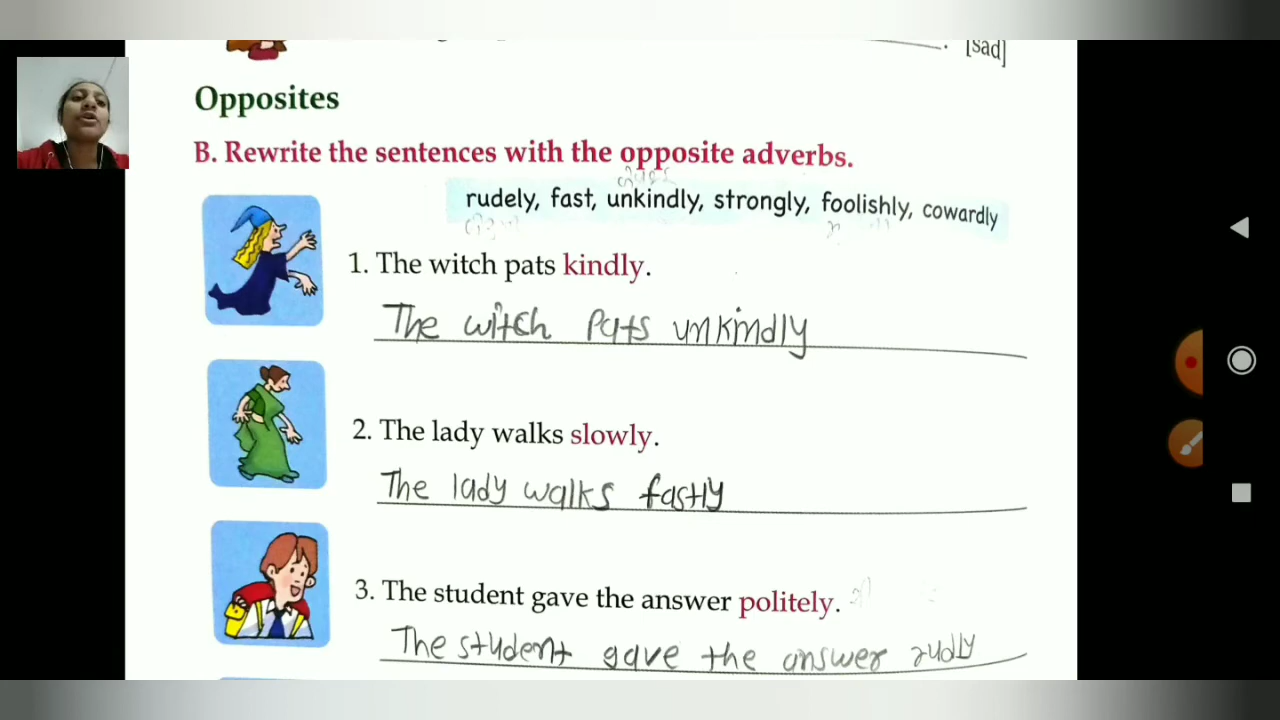 [sad]
Opposites
B. Rewrite the sentences with the opposite adverbs.
rudely, fast, unkindly, strongly, foolishly, cowardly
1. The witch pats kindly.
The witch pats unkindly
2. The lady walks slowly.
The lady walks fastly
3. The student gave the answer politely.
The student gave the answer rudly